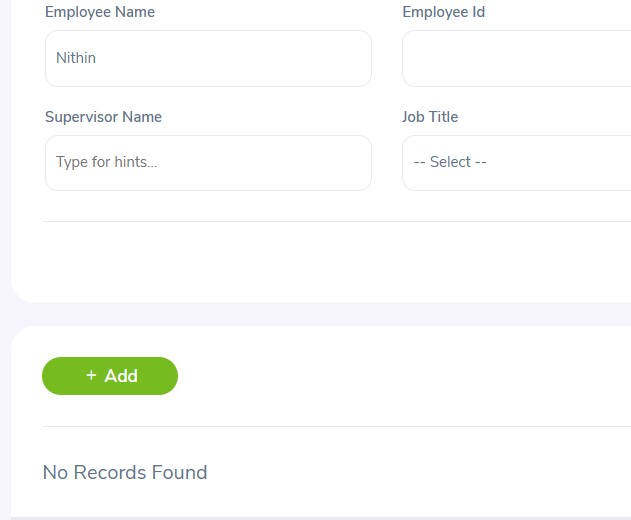 Employee Name
Employee Id
Nithin
Supervisor Name
Job Title
Type for hints...
-- Select --
+ Add
No Records Found